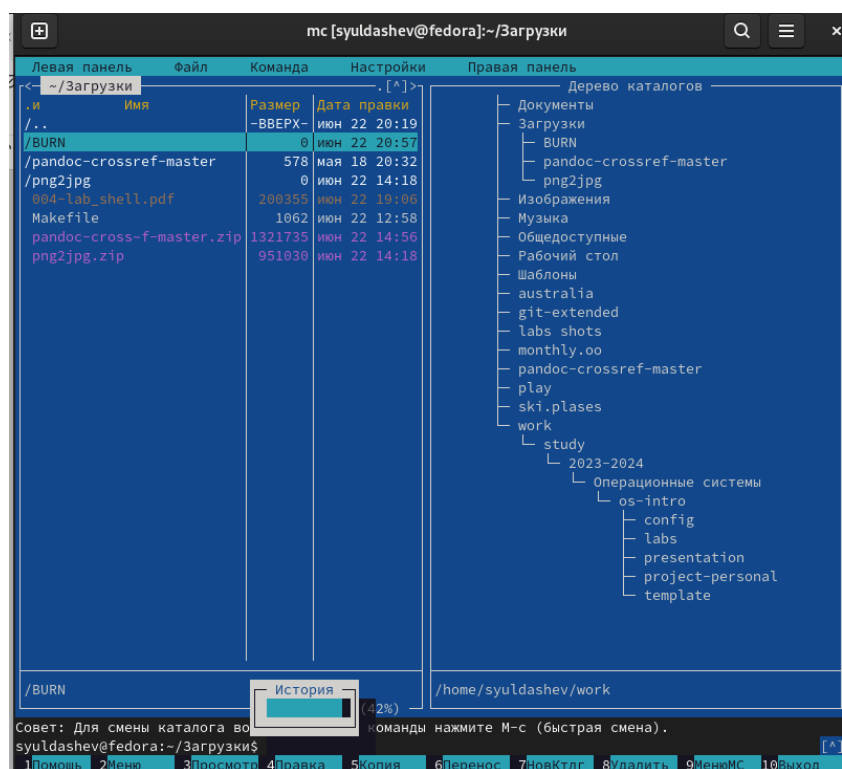 mc [syuldashev@fedora]:~/Загрузки
Левая панель Файл Команда Настройки Правая панель
<─ ~/Загрузки .[^]>
.и Имя Размер Дата правки
/.. -ВВЕРХ- июн 22 20:19
/BURN 0 июн 22 20:57
/pandoc-crossref-master 578 мая 18 20:32
/png2jpg 0 июн 22 14:18
004-lab_shell.pdf 200355 июн 22 19:06
Makefile 1062 июн 22 12:58
pandoc-cross~f-master.zip 1321735 июн 22 14:56
png2jpg.zip 951030 июн 22 14:18
/BURN
(42%)
Дерево каталогов
Документы
Загрузки
BURN
pandoc-crossref-master
png2jpg
Изображения
Музыка
Общедоступные
Рабочий стол
Шаблоны
australia
git-extended
labs shots
monthly.oo
pandoc-crossref-master
play
ski.plases
work
study
2023-2024
Операционные системы
os-intro
config
labs
presentation
project-personal
template
/home/syuldashev/work
История
Совет: Для смены каталога во команды нажмите M-c (быстрая смена).
syuldashev@fedora:~/Загрузки$ [^]
1Помощь 2Меню 3Просмотр 4Правка 5Копия 6Перенос 7НовКтлг 8Удалить 9МенюMC 10Выход